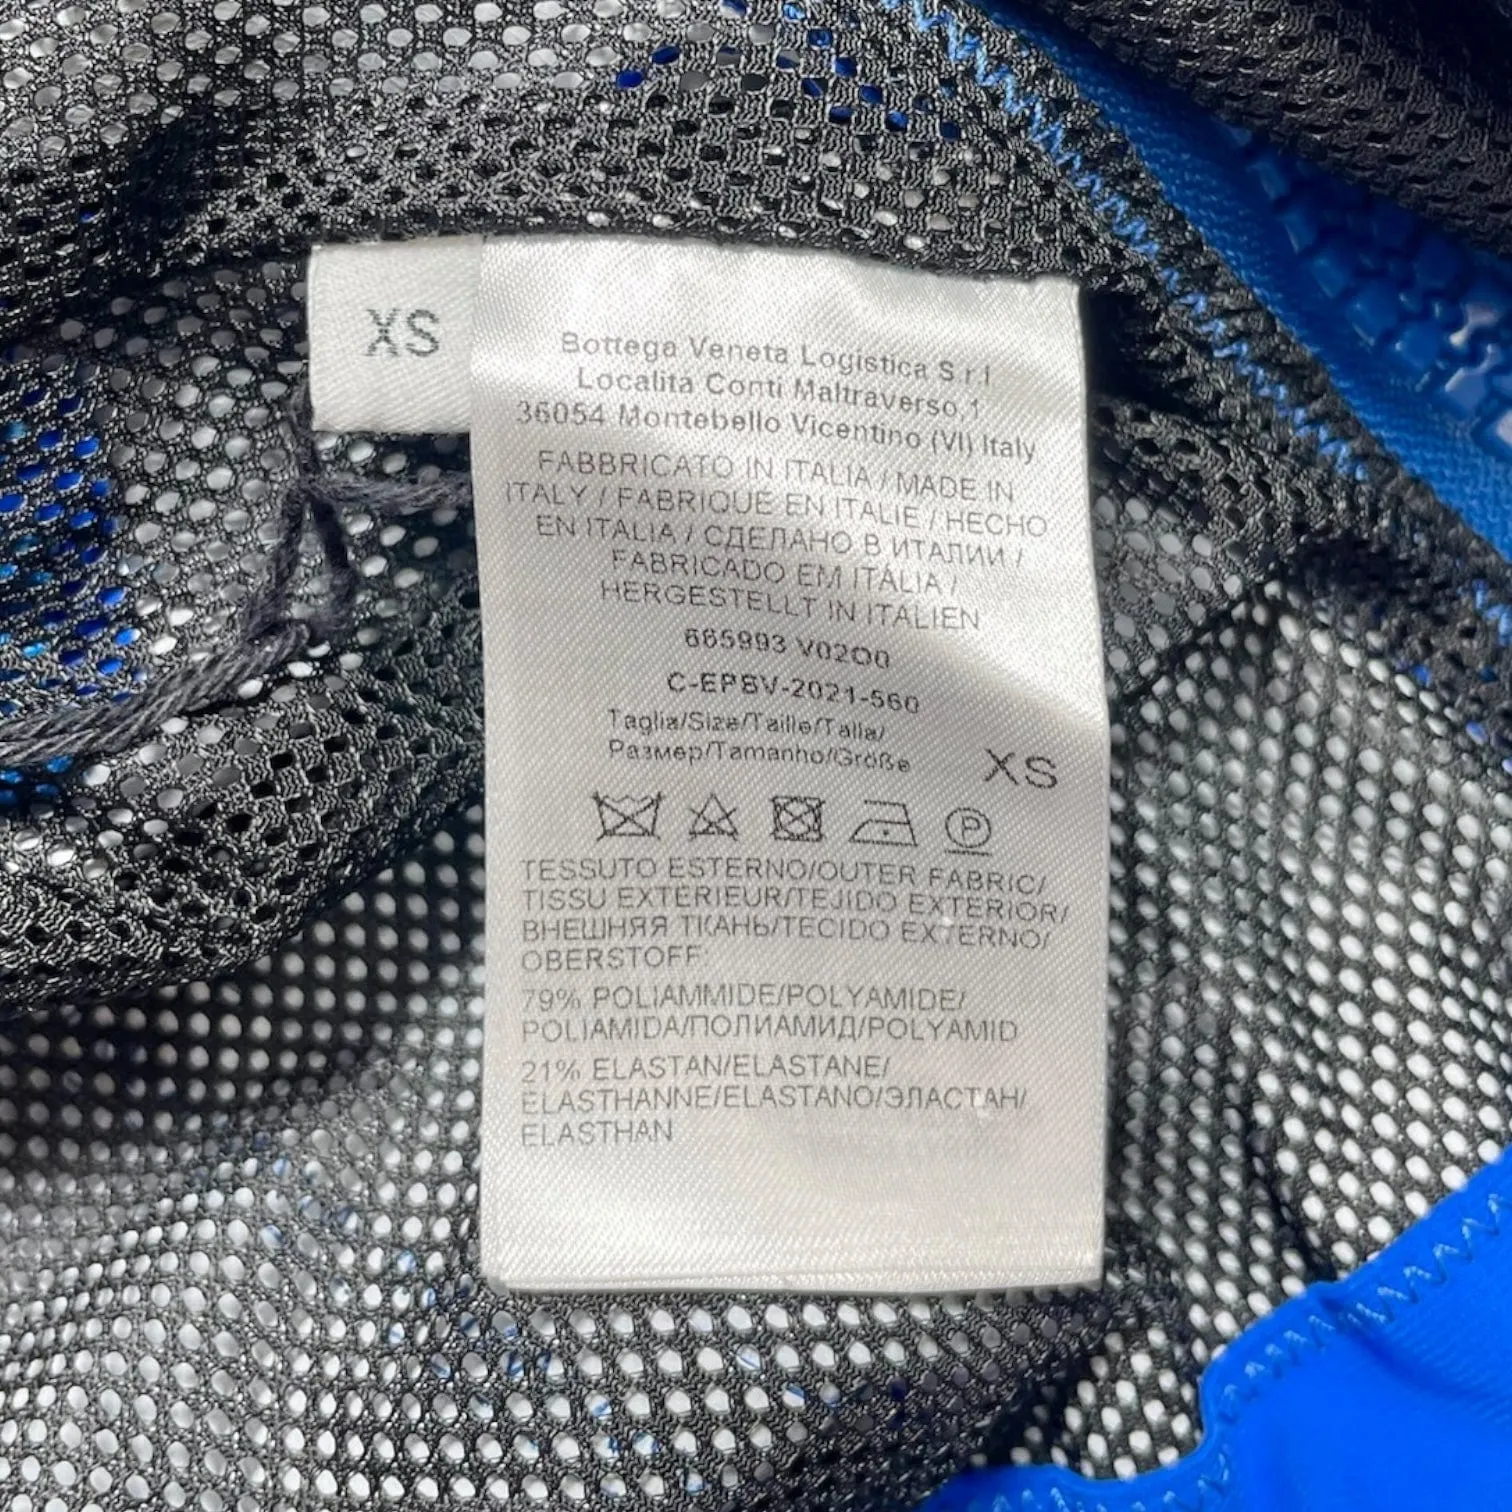 XS
Bottega Veneta Logistica S.r.l.
Localita Conti Maltraverso,1
36054 Montebello Vicentino (VI) Italy
FABBRICATO IN ITALIA / MADE IN
ITALY / FABRIQUE EN ITALIE / HECHO
EN ITALIA / СДЕЛАНО В ИТАЛИИ /
FABRICADO EM ITÁLIA /
HERGESTELLT IN ITALIEN
665993 V02O0
C-EPSV-2021-560
Taglia/Size/Taille/Talla/
Размер/Tamanho/Größe XS
P
TESSUTO ESTERNO/OUTER FABRIC/
TISSU EXTERIEUR/TEJIDO EXTERIOR/
ВНЕШНЯЯ ТКАНЬ/TECIDO EXTERNO/
OBERSTOFF:
79% POLIAMMIDE/POLYAMIDE/
POLIAMIDA/ПОЛИАМИД/POLYAMID
21% ELASTAN/ELASTANE/
ELASTHANNE/ELASTANO/ЭЛАСТАН/
ELASTHAN